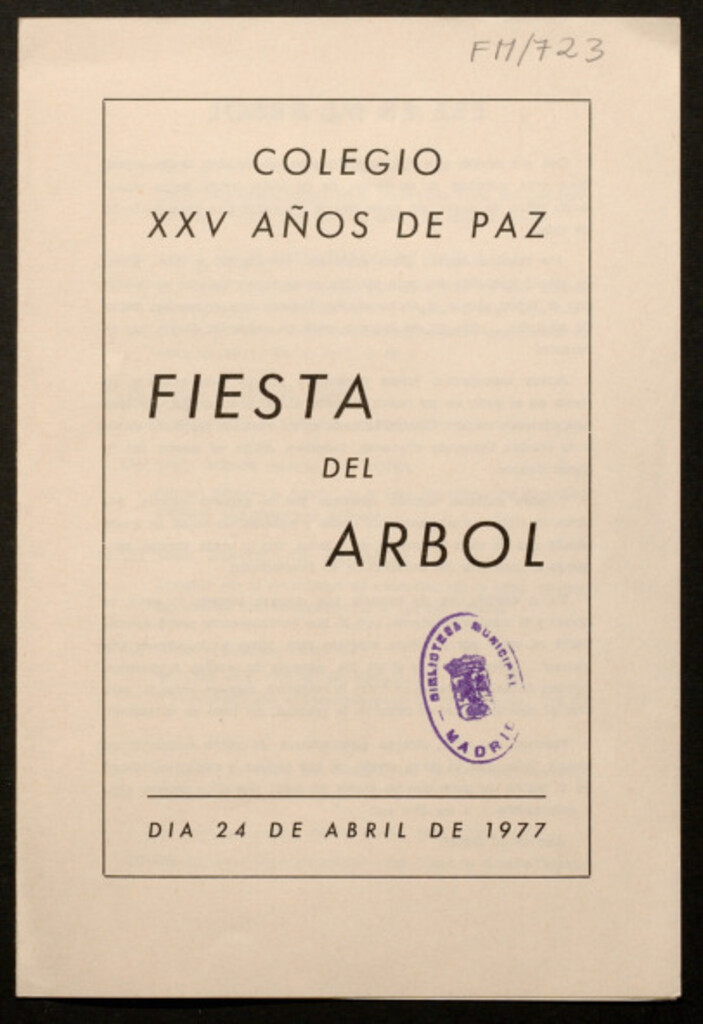 FM/723
COLEGIO
XXV AÑOS DE PAZ
FIESTA
DEL
ARBOL
BIBLIOTECA MUNICIPAL
MADRID
DIA 24 DE ABRIL DE 1977